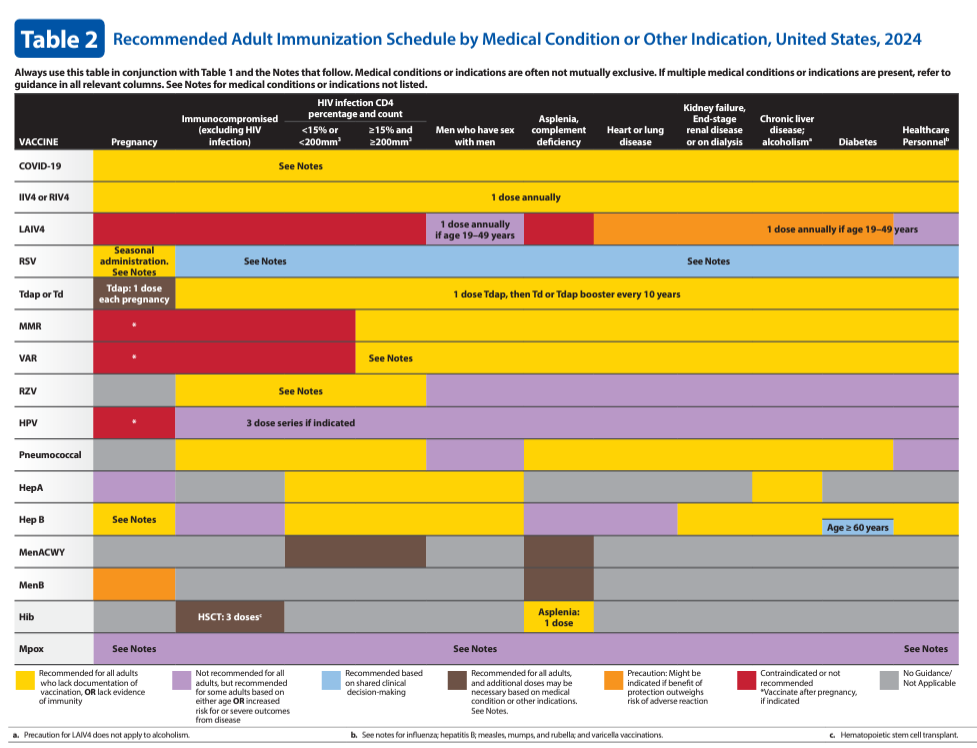 Table 2 Recommended Adult Immunization Schedule by Medical Condition or Other Indication, United States, 2024
Always use this table in conjunction with Table 1 and the Notes that follow. Medical conditions or indications are often not mutually exclusive. If multiple medical conditions or indications are present, refer to
guidance in all relevant columns. See Notes for medical conditions or indications not listed.
VACCINE
Pregnancy
Immunocompromised
(excluding HIV
infection)
HIV infection CD4
percentage and count
<15% or
<200mm³
≥15% and
≥200mm³
Men who have sex
with men
Asplenia,
complement
deficiency
Heart or lung
disease
Kidney failure,
End-stage
renal disease
or on dialysis
Chronic liver
disease;
alcoholismᵃ
Diabetes
Healthcare
Personnelᵇ
COVID-19
See Notes
IIV4 or RIV4
1 dose annually
LAIV4
1 dose annually
if age 19–49 years
1 dose annually if age 19–49 years
RSV
Seasonal
administration.
See Notes
See Notes
See Notes
Tdap or Td
Tdap: 1 dose
each pregnancy
1 dose Tdap, then Td or Tdap booster every 10 years
MMR
*
VAR
*
See Notes
RZV
See Notes
HPV
*
3 dose series if indicated
Pneumococcal
HepA
Hep B
See Notes
Age ≥ 60 years
MenACWY
MenB
Hib
HSCT: 3 dosesᶜ
Asplenia:
1 dose
Mpox
See Notes
See Notes
See Notes
Recommended for all adults
who lack documentation of
vaccination, OR lack evidence
of immunity
Not recommended for all
adults, but recommended
for some adults based on
either age OR increased
risk for or severe outcomes
from disease
Recommended based
on shared clinical
decision-making
Recommended for all adults,
and additional doses may be
necessary based on medical
condition or other indications.
See Notes.
Precaution: Might be
indicated if benefit of
protection outweighs
risk of adverse reaction
Contraindicated or not
recommended
*Vaccinate after pregnancy,
if indicated
No Guidance/
Not Applicable
a. Precaution for LAIV4 does not apply to alcoholism.
b. See notes for influenza; hepatitis B; measles, mumps, and rubella; and varicella vaccinations.
c. Hematopoietic stem cell transplant.